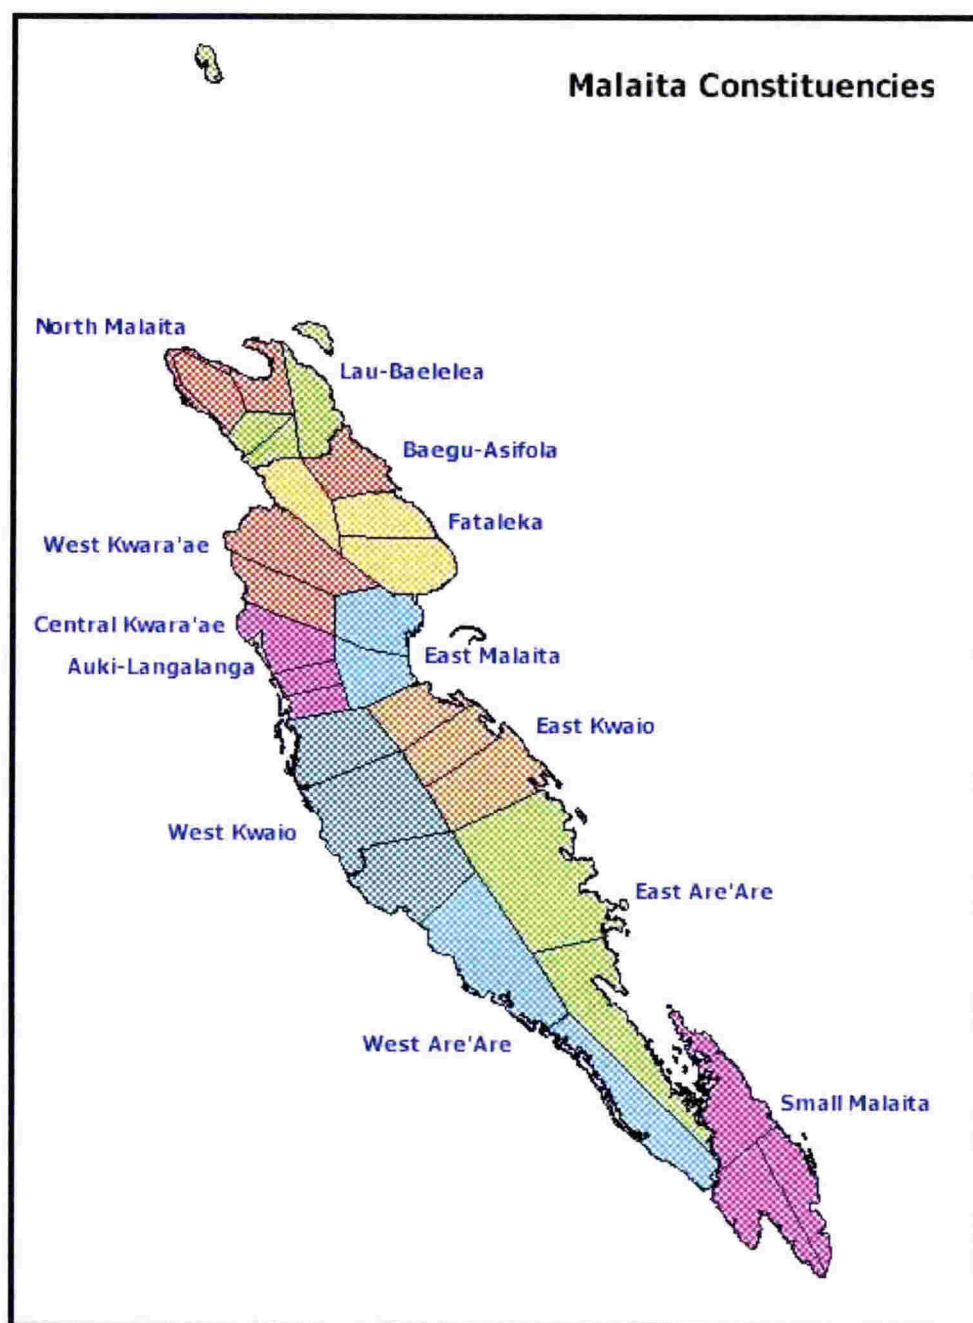 Malaita Constituencies
North Malaita
Lau-Baelelea
Baegu-Asifola
Fataleka
West Kwara'ae
Central Kwara'ae
East Malaita
Auki-Langalanga
East Kwaio
West Kwaio
East Are'Are
West Are'Are
Small Malaita